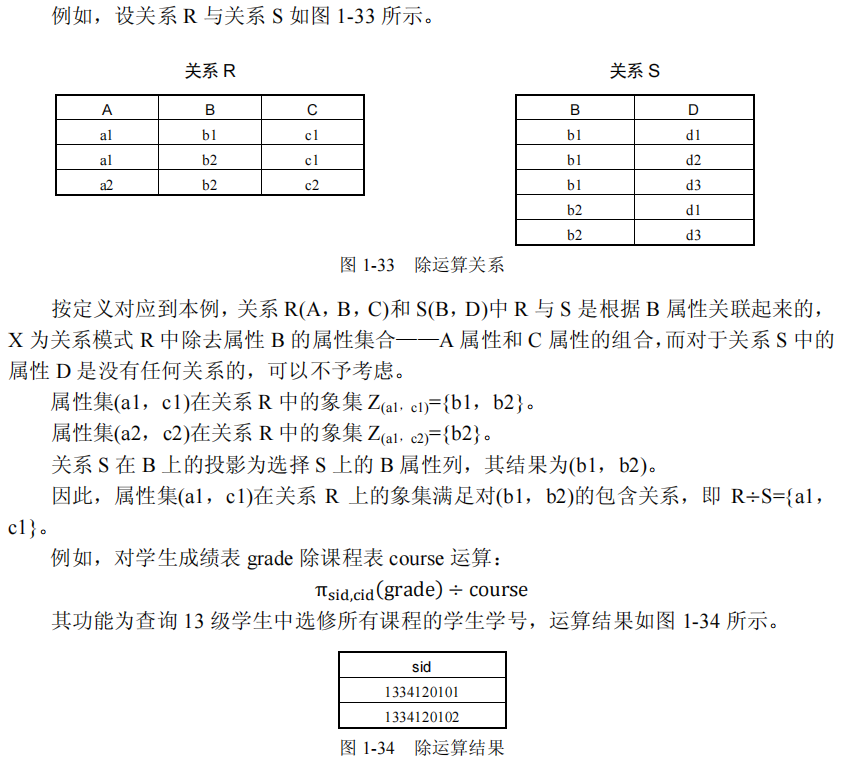 例如，设关系 R 与关系 S 如图 1-33 所示。
关系 R
关系 S
A B C
a1 b1 c1
a1 b2 c1
a2 b2 c2
B D
b1 d1
b1 d2
b1 d3
b2 d1
b2 d3
图 1-33 除运算关系
按定义对应到本例，关系 R(A，B，C)和 S(B，D)中 R 与 S 是根据 B 属性关联起来的，
X 为关系模式 R 中除去属性 B 的属性集合——A 属性和 C 属性的组合，而对于关系 S 中的
属性 D 是没有任何关系的，可以不予考虑。
属性集(a1，c1)在关系 R 中的象集 Z(a1，c1)={b1，b2}。
属性集(a2，c2)在关系 R 中的象集 Z(a1，c2)={b2}。
关系 S 在 B 上的投影为选择 S 上的 B 属性列，其结果为(b1，b2)。
因此，属性集(a1，c1)在关系 R 上的象集满足对(b1，b2)的包含关系，即 R÷S={a1，
c1}。
例如，对学生成绩表 grade 除课程表 course 运算：
πsid,cid(grade) ÷ course
其功能为查询 13 级学生中选修所有课程的学生学号，运算结果如图 1-34 所示。
sid
1334120101
1334120102
图 1-34 除运算结果